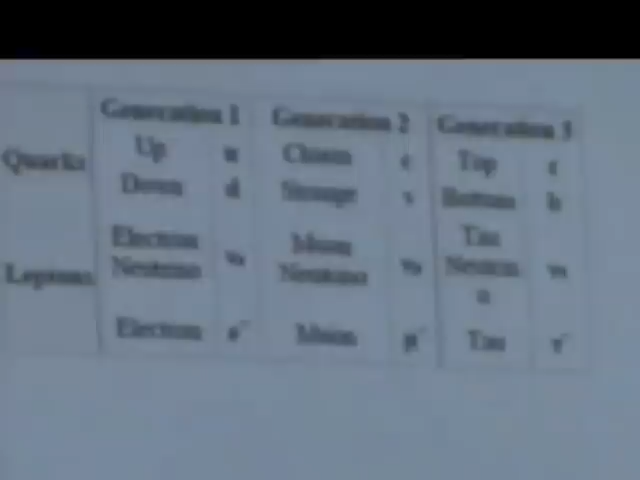 Generation 1 Generation 2 Generation 3
Quarks Up u Charm c Top t
Down d Strange s Bottom b
Leptons Electron Muon Tau
Neutrino Neutrino Neutrin
o
Electron e⁻ Muon μ⁻ Tau τ⁻